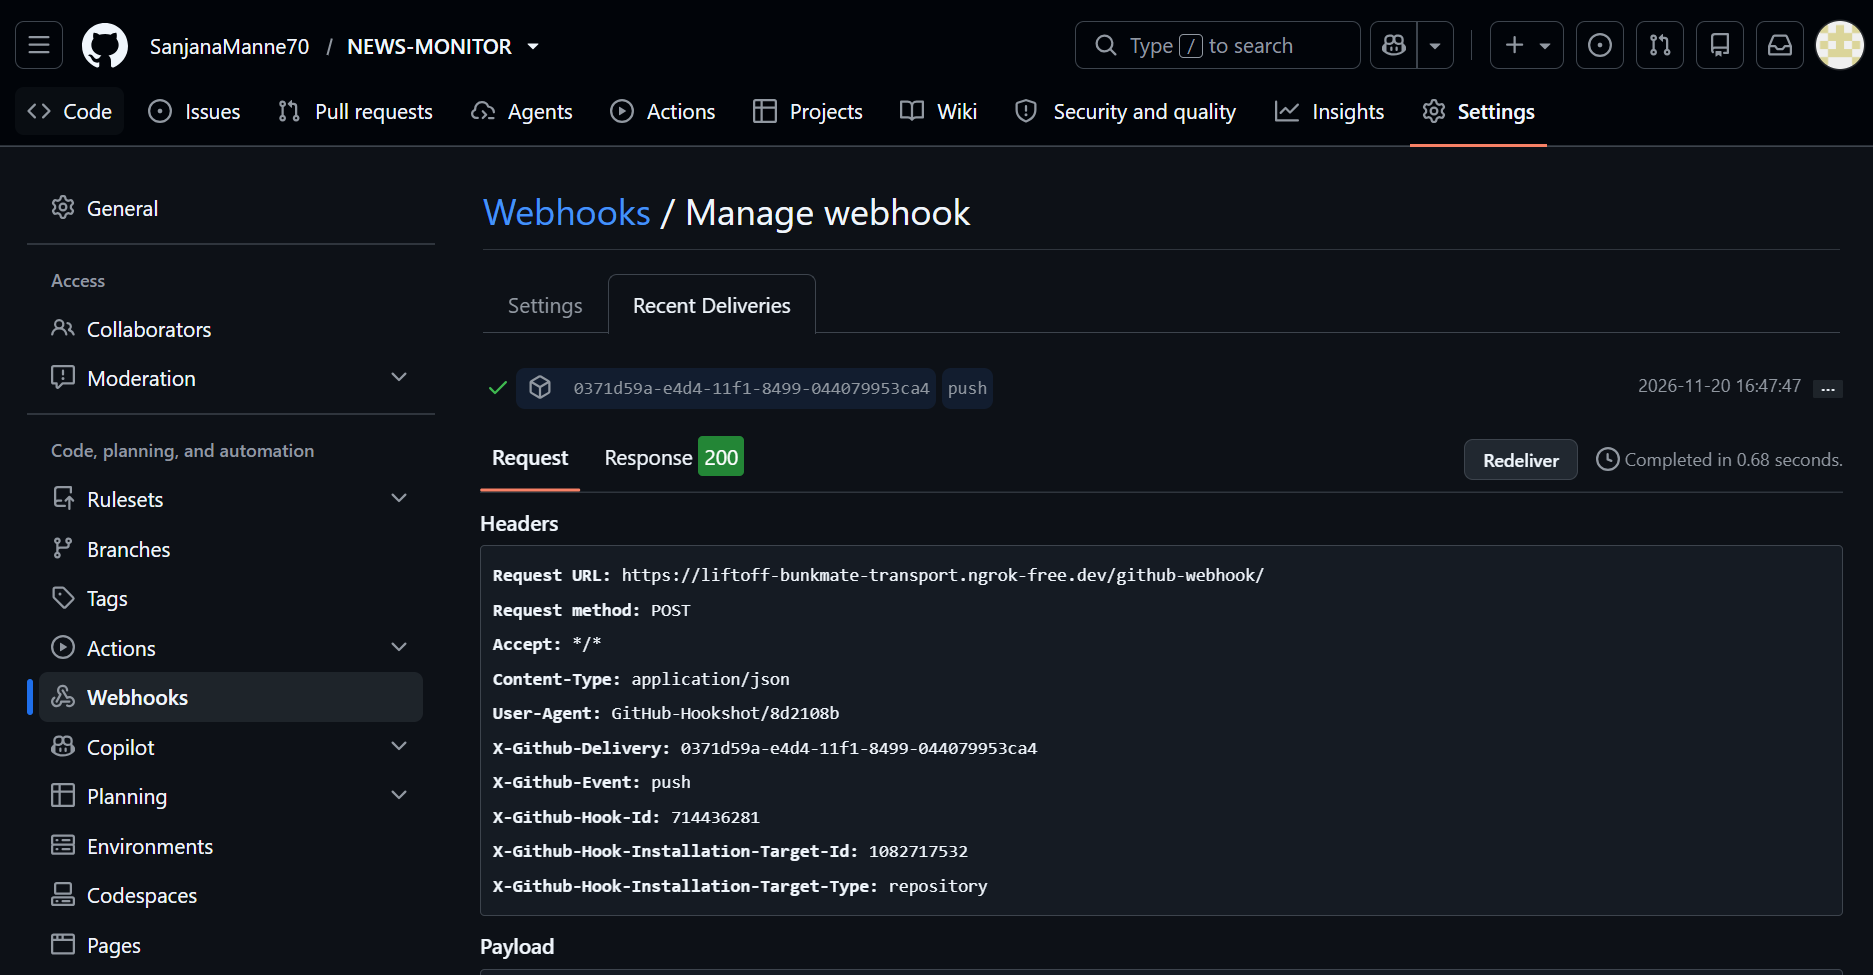 SanjanaManne70 / NEWS-MONITOR
Type / to search
Code
Issues
Pull requests
Agents
Actions
Projects
Wiki
Security and quality
Insights
Settings
General
Access
Collaborators
Moderation
Code, planning, and automation
Rulesets
Branches
Tags
Actions
Webhooks
Copilot
Planning
Environments
Codespaces
Pages
Webhooks / Manage webhook
Settings
Recent Deliveries
0371d59a-e4d4-11f1-8499-044079953ca4 push
2026-11-20 16:47:47 ...
Request
Response 200
Redeliver
Completed in 0.68 seconds.
Headers
Request URL: https://liftoff-bunkmate-transport.ngrok-free.dev/github-webhook/
Request method: POST
Accept: */*
Content-Type: application/json
User-Agent: GitHub-Hookshot/8d2108b
X-Github-Delivery: 0371d59a-e4d4-11f1-8499-044079953ca4
X-Github-Event: push
X-Github-Hook-Id: 714436281
X-Github-Hook-Installation-Target-Id: 1082717532
X-Github-Hook-Installation-Target-Type: repository
Payload